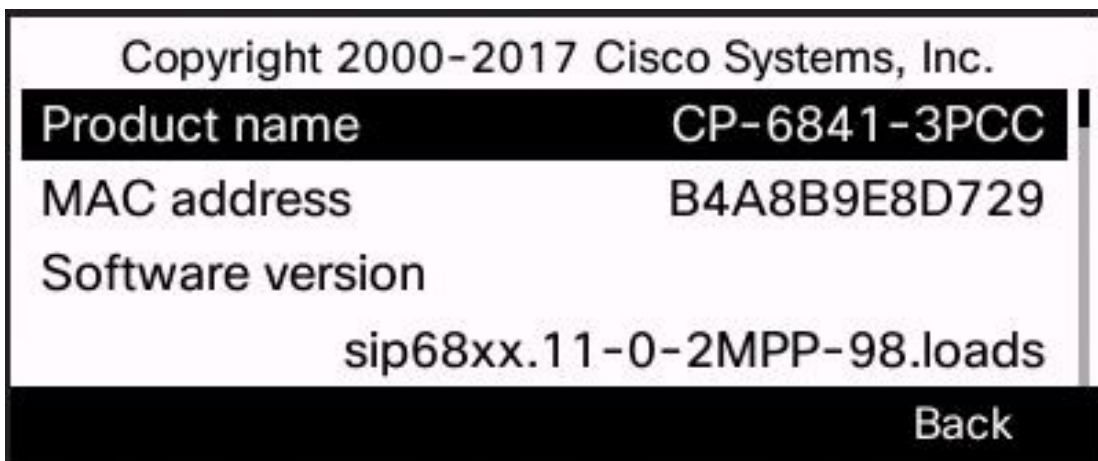 Copyright 2000-2017 Cisco Systems, Inc.
Product name CP-6841-3PCC
MAC address B4A8B9E8D729
Software version
sip68xx.11-0-2MPP-98.loads
Back